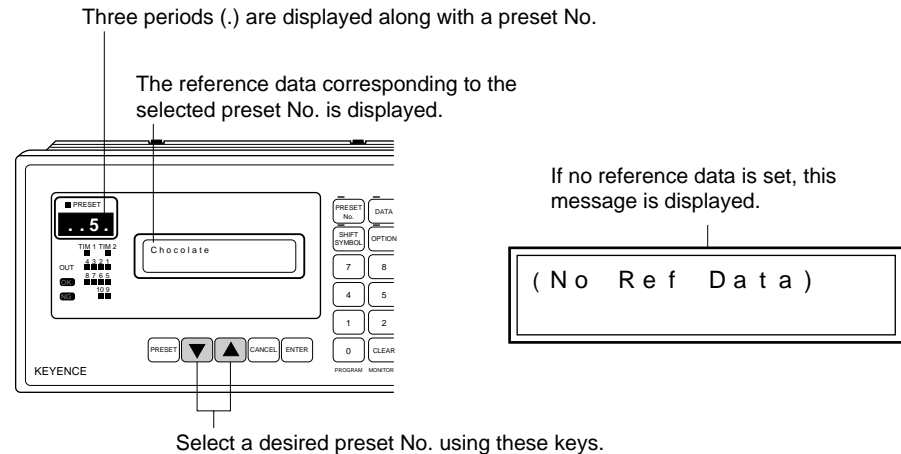 Three periods (.) are displayed along with a preset No.
The reference data corresponding to the
selected preset No. is displayed.
If no reference data is set, this
message is displayed.
PRESET
..5.
TIM 1 TIM 2
4 3 2 1
OUT
8 7 6 5
OK
10 9
NG
Chocolate
PRESET No.
DATA
SHIFT SYMBOL
OPTION
7
8
4
5
1
2
0
CLEAR
PROGRAM
MONITOR
PRESET
▼
▲
CANCEL
ENTER
KEYENCE
(No Ref Data)
Select a desired preset No. using these keys.